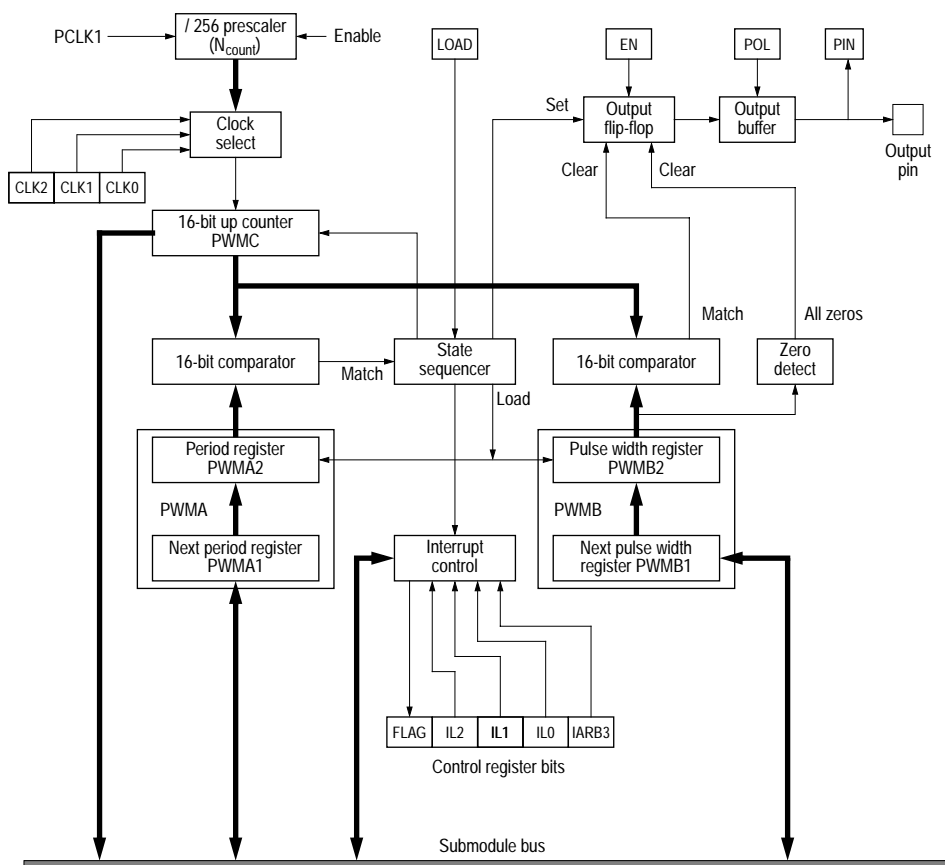 PCLK1
/ 256 prescaler
(Ncount)
Enable
LOAD
EN
POL
PIN
Clock
select
Set
Output
flip-flop
Output
buffer
Output
pin
Clear
Clear
CLK2
CLK1
CLK0
16-bit up counter
PWMC
Match
All zeros
16-bit comparator
Match
State
sequencer
16-bit comparator
Zero
detect
Load
Period register
PWMA2
Pulse width register
PWMB2
PWMA
PWMB
Next period register
PWMA1
Interrupt
control
Next pulse width
register PWMB1
FLAG
IL2
IL1
IL0
IARB3
Control register bits
Submodule bus